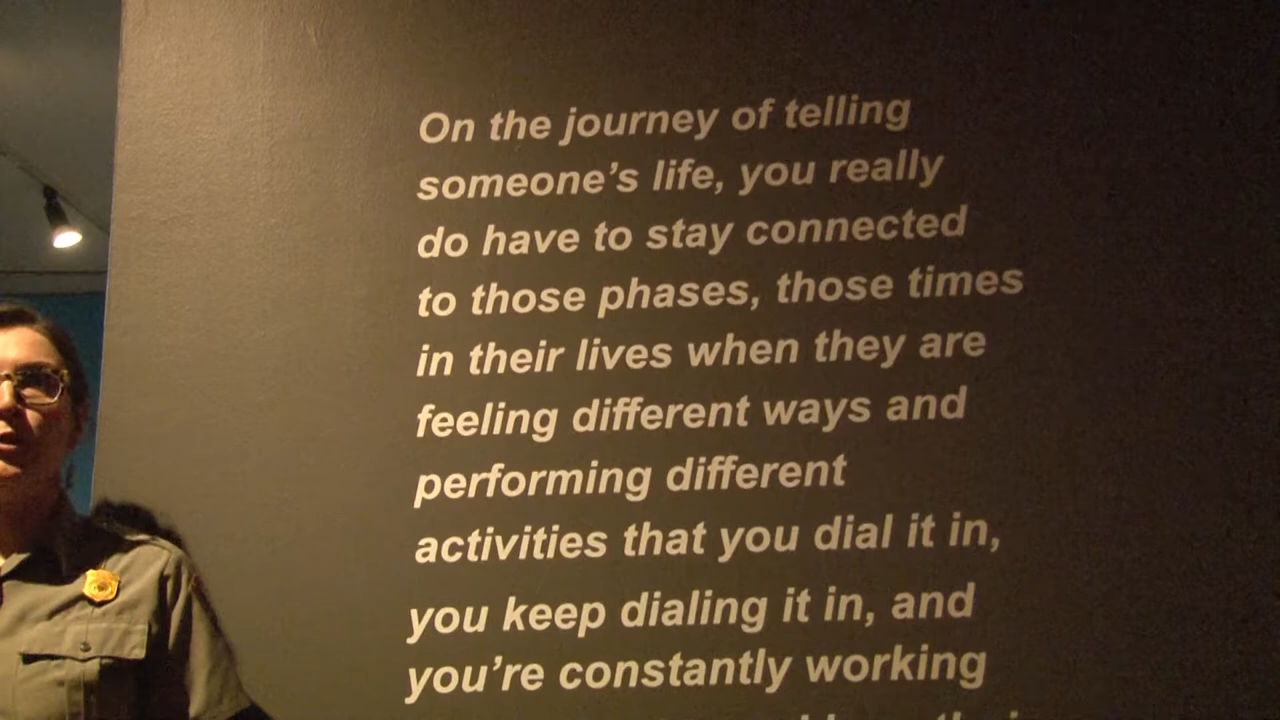 On the journey of telling
someone's life, you really
do have to stay connected
to those phases, those times
in their lives when they are
feeling different ways and
performing different
activities that you dial it in,
you keep dialing it in, and
you're constantly working